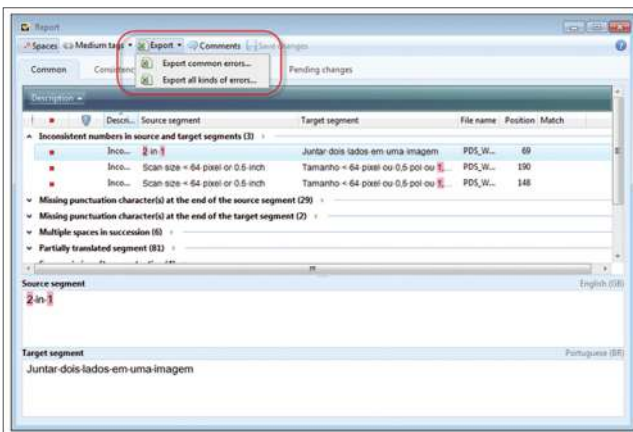 Report
Spaces Medium tags Export Comments Save changes
Export common errors...
Export all kinds of errors...
Common Pending changes
Description
Descri... Source segment Target segment File name Position Match
Inconsistent numbers in source and target segments (3)
Inco... 2-in-1 Juntar·dois·lados·em·uma·imagem PDS_W... 69
Inco... Scan·size·<·64·pixel·or·0.6·inch Tamanho·<·64·pixel·ou·0,6·pol·ou·1,... PDS_W... 190
Inco... Scan·size·<·64·pixel·or·0.6·inch Tamanho·<·64·pixel·ou·0,6·pol·ou·1,... PDS_W... 148
Missing punctuation character(s) at the end of the source segment (29)
Missing punctuation character(s) at the end of the target segment (2)
Multiple spaces in succession (6)
Partially translated segment (81)
Source segment English (GB)
2-in-1
Target segment Portuguese (BR)
Juntar·dois·lados·em·uma·imagem